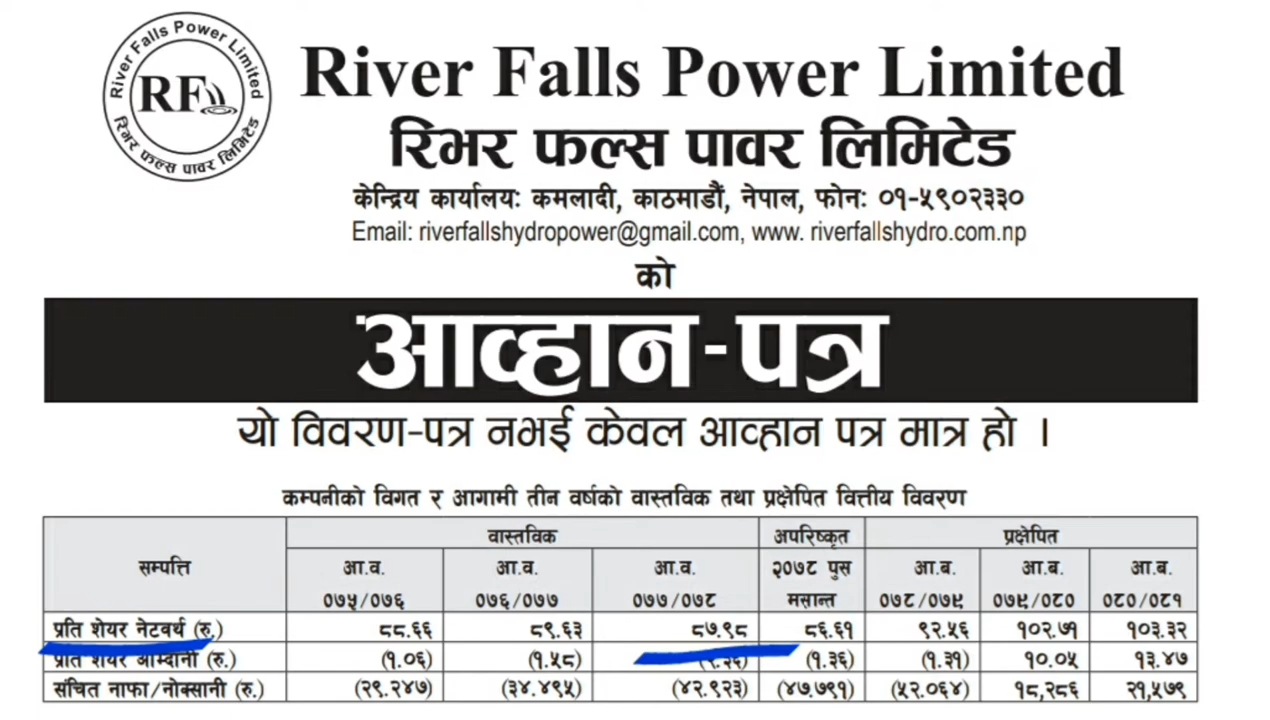 River Falls Power Limited
रिभर फल्स पावर लिमिटेड
RF
River Falls Power Limited
रिभर फल्स पावर लिमिटेड
केन्द्रिय कार्यालयः कमलादी, काठमाडौं, नेपाल, फोनः ०१-५९०२३३०
Email: riverfallshydropower@gmail.com, www. riverfallshydro.com.np
को
आव्हान-पत्र
यो विवरण-पत्र नभई केवल आव्हान पत्र मात्र हो ।
कम्पनीको विगत र आगामी तीन वर्षको वास्तविक तथा प्रक्षेपित वित्तीय विवरण
सम्पत्ति वास्तविक अपरिष्कृत २०७८ पुस मसान्त प्रक्षेपित
आ.व. ०७५/०७६ आ.व. ०७६/०७७ आ.व. ०७७/०७८ आ.ब. ०७८/०७९ आ.ब. ०७९/०८० आ.ब. ०८०/०८१
प्रति शेयर नेटवर्थ (रु.) ८८.६६ ८९.६३ ८७.९८ ८६.६१ ९२.५६ १०२.७१ १०३.३२
प्रति शेयर आम्दानी (रु.) (१.०६) (१.५८) (१.३६) (१.३१) १०.०५ १३.४७
संचित नाफा/नोक्सानी (रु.) (२९.२४७) (३४.४९५) (४२.९२३) (४७.७९१) (५२.०६४) १८,२८६ २१,५७९